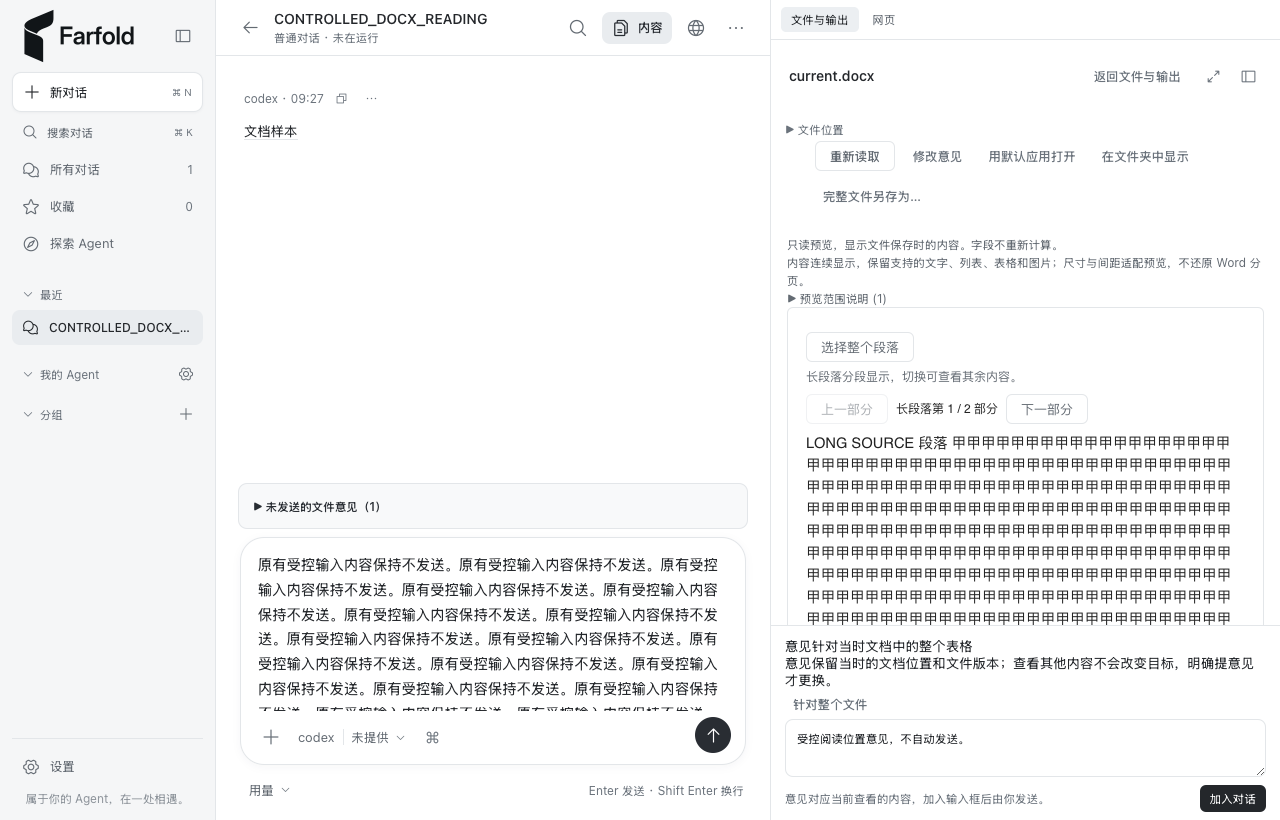 Farfold
新对话 ⌘ N
搜索对话 ⌘ K
所有对话 1
收藏 0
探索 Agent
最近
CONTROLLED_DOCX_...
我的 Agent
分组
设置
属于你的 Agent，在一处相遇。
CONTROLLED_DOCX_READING
普通对话 · 未在运行
内容
codex · 09:27
文档样本
未发送的文件意见（1）
原有受控输入内容保持不发送。原有受控输入内容保持不发送。原有受控
输入内容保持不发送。原有受控输入内容保持不发送。原有受控输入内容
保持不发送。原有受控输入内容保持不发送。原有受控输入内容保持不发
送。原有受控输入内容保持不发送。原有受控输入内容保持不发送。原有
受控输入内容保持不发送。原有受控输入内容保持不发送。原有受控输入
内容保持不发送。原有受控输入内容保持不发送。原有受控输入内容保持
不发送。原有受控输入内容保持不发送。原有受控输入内容保持不发送。
codex 未提供 ⌘
用量
Enter 发送 · Shift Enter 换行
文件与输出 网页
current.docx
返回文件与输出
文件位置
重新读取 修改意见 用默认应用打开 在文件夹中显示
完整文件另存为...
只读预览，显示文件保存时的内容。字段不重新计算。
内容连续显示，保留支持的文字、列表、表格和图片；尺寸与间距适配预览，不还原 Word 分
页。
预览范围说明 (1)
选择整个段落
长段落分段显示，切换可查看其余内容。
上一部分 长段落第 1 / 2 部分 下一部分
LONG SOURCE 段落 甲甲甲甲甲甲甲甲甲甲甲甲甲甲甲甲甲甲甲
甲甲甲甲甲甲甲甲甲甲甲甲甲甲甲甲甲甲甲甲甲甲甲甲甲甲甲甲甲
甲甲甲甲甲甲甲甲甲甲甲甲甲甲甲甲甲甲甲甲甲甲甲甲甲甲甲甲甲
甲甲甲甲甲甲甲甲甲甲甲甲甲甲甲甲甲甲甲甲甲甲甲甲甲甲甲甲甲
甲甲甲甲甲甲甲甲甲甲甲甲甲甲甲甲甲甲甲甲甲甲甲甲甲甲甲甲甲
甲甲甲甲甲甲甲甲甲甲甲甲甲甲甲甲甲甲甲甲甲甲甲甲甲甲甲甲甲
甲甲甲甲甲甲甲甲甲甲甲甲甲甲甲甲甲甲甲甲甲甲甲甲甲甲甲甲甲
甲甲甲甲甲甲甲甲甲甲甲甲甲甲甲甲甲甲甲甲甲甲甲甲甲甲甲甲甲
甲甲甲甲甲甲甲甲甲甲甲甲甲甲甲甲甲甲甲甲甲甲甲甲甲甲甲甲甲
意见针对当时文档中的整个表格
意见保留当时的文档位置和文件版本；查看其他内容不会改变目标，明确提意见
才更换。
针对整个文件
受控阅读位置意见，不自动发送。
意见对应当前查看的内容，加入输入框后由你发送。
加入对话